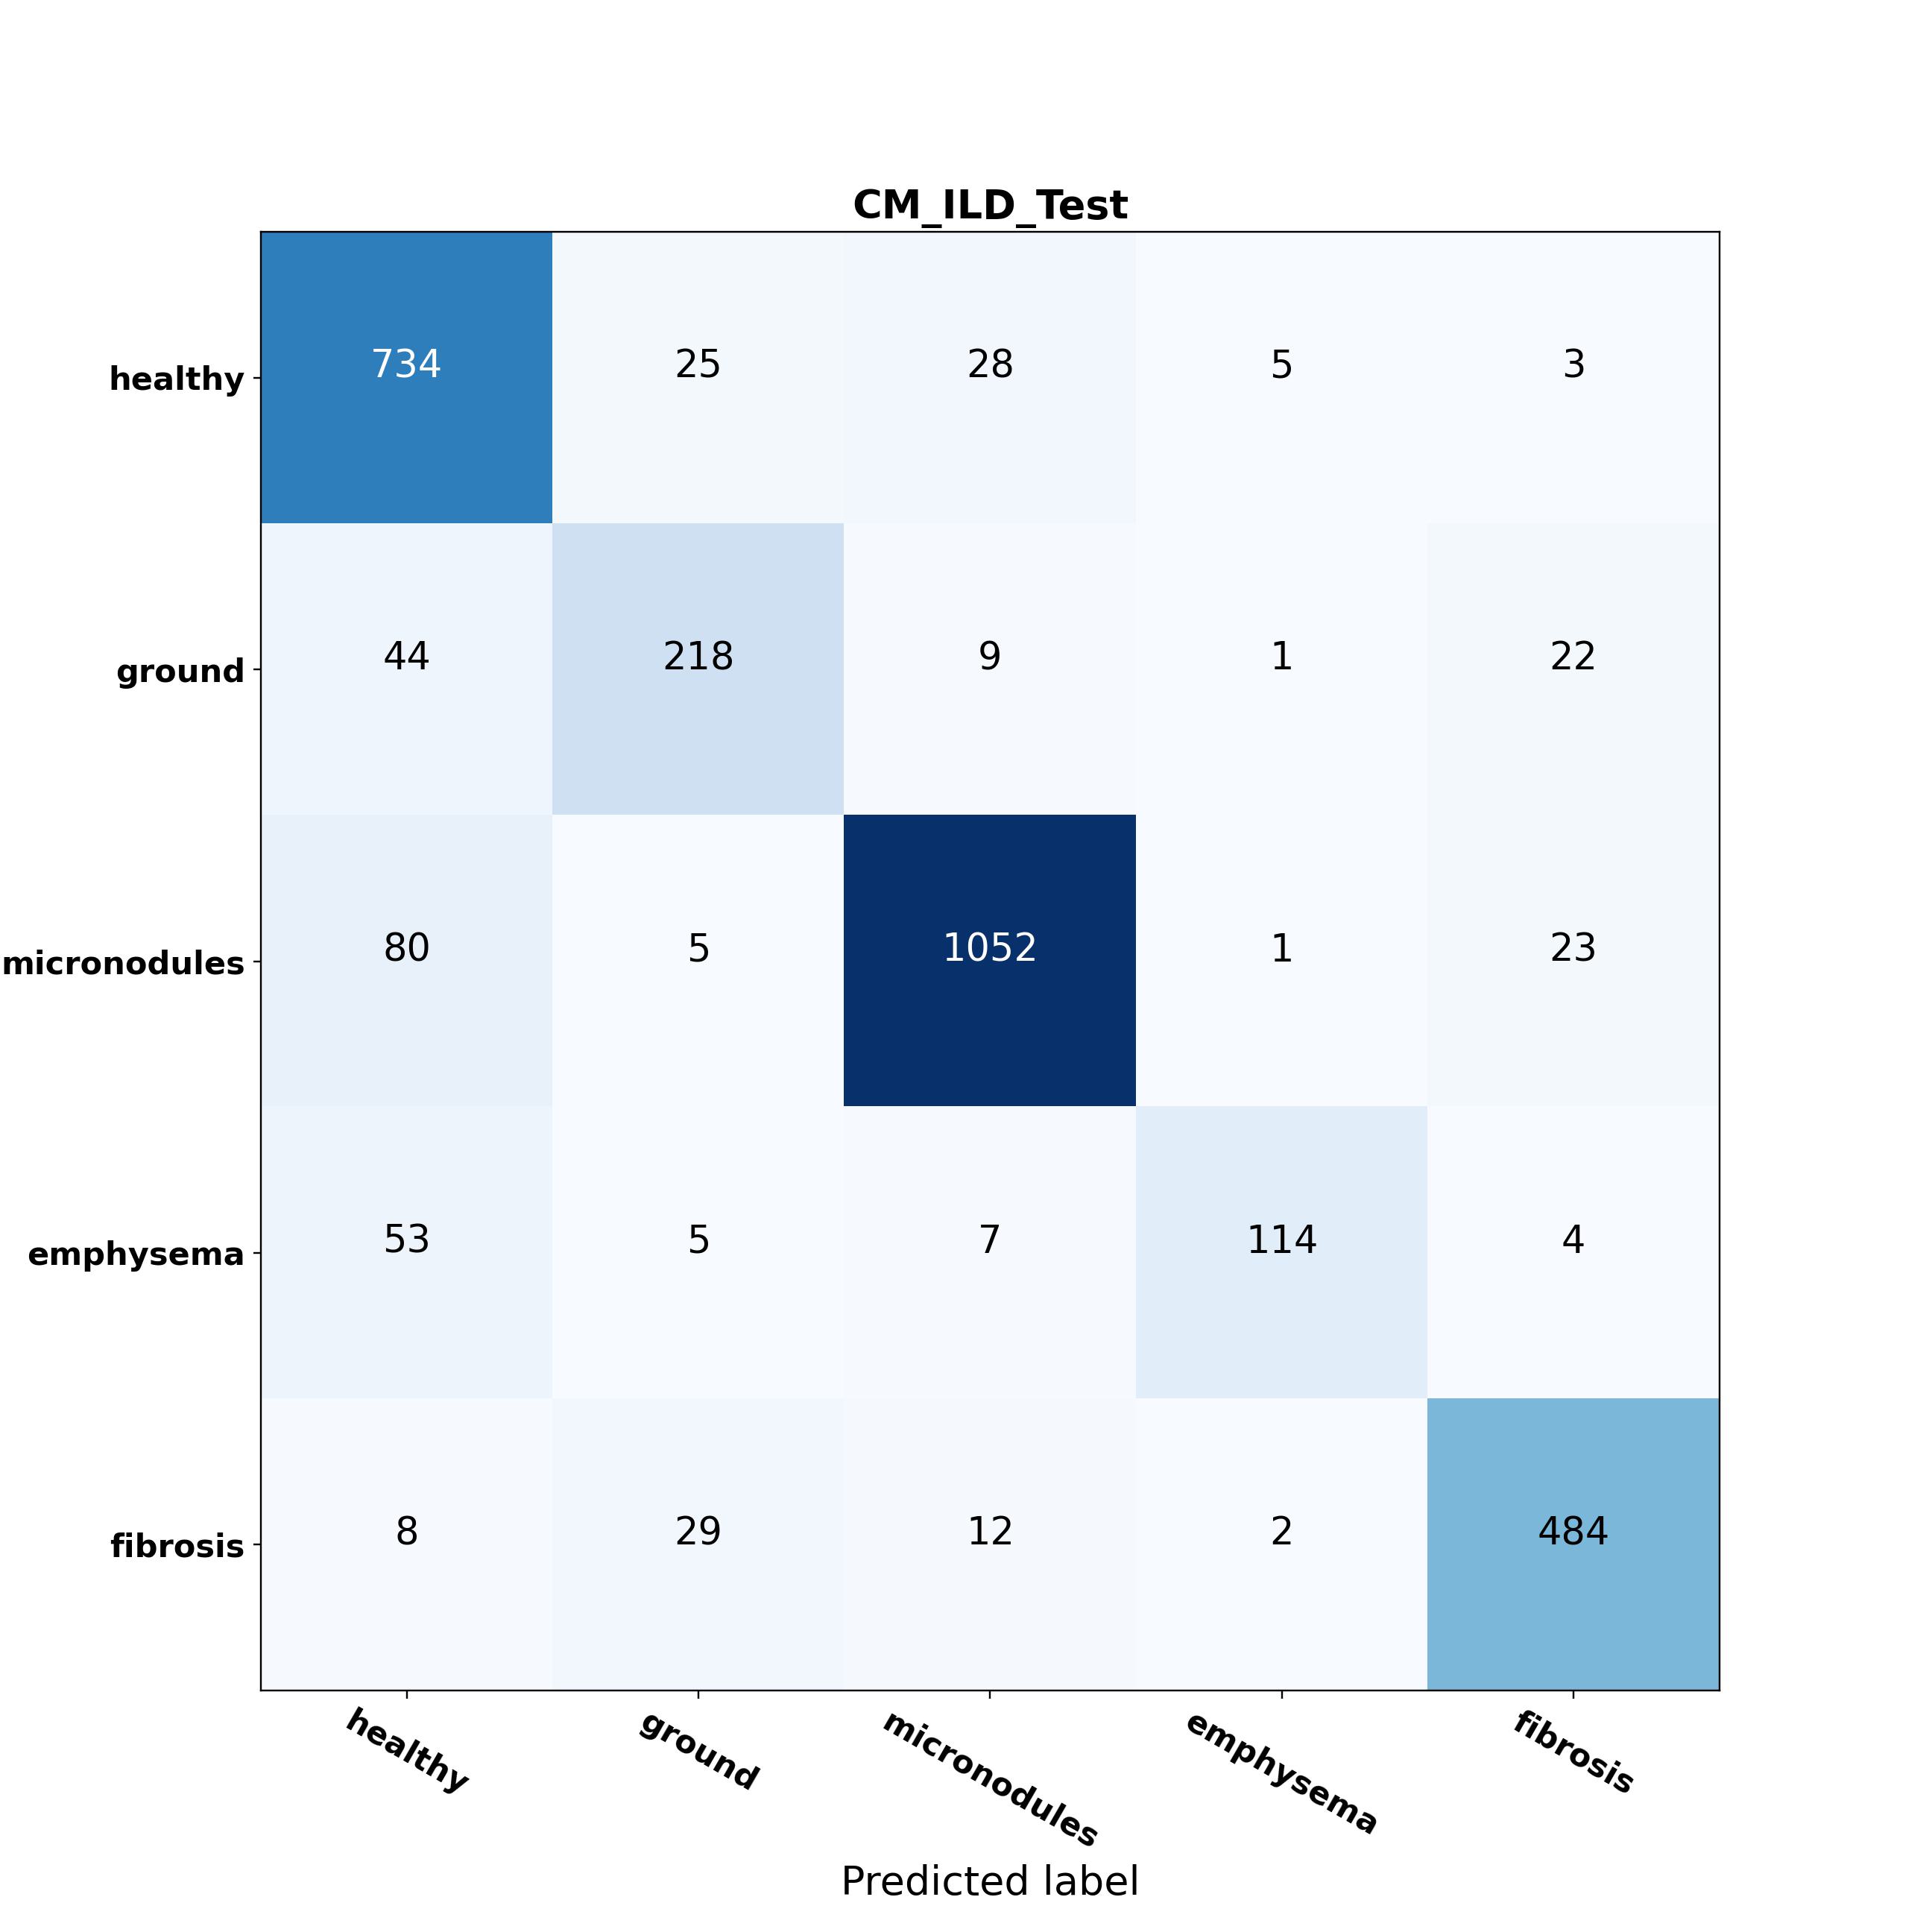 CM_ILD_Test
healthy 734 25 28 5 3
ground 44 218 9 1 22
micronodules 80 5 1052 1 23
emphysema 53 5 7 114 4
fibrosis 8 29 12 2 484
healthy ground micronodules emphysema fibrosis
Predicted label